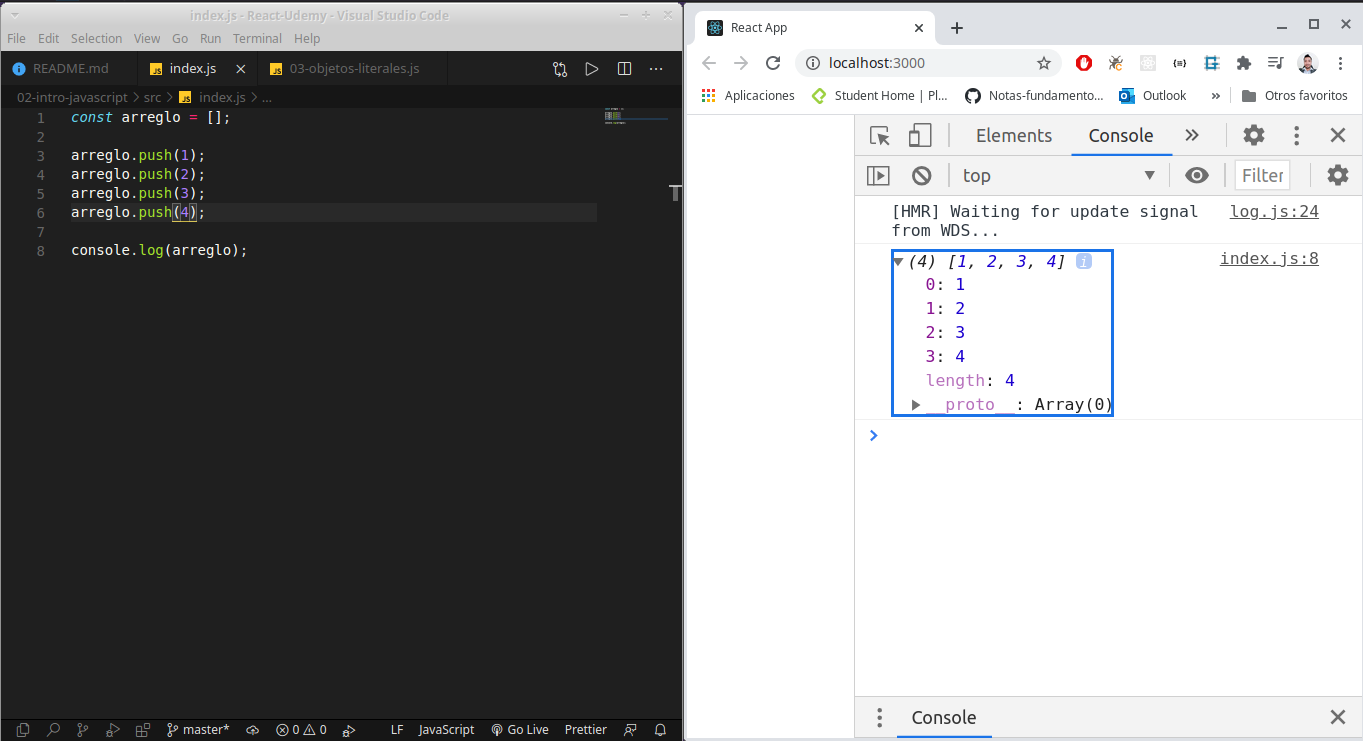 index.js - React-Udemy - Visual Studio Code
File Edit Selection View Go Run Terminal Help
README.md index.js 03-objetos-literales.js
02-intro-javascript > src > index.js > ...
1 const arreglo = [];
2
3 arreglo.push(1);
4 arreglo.push(2);
5 arreglo.push(3);
6 arreglo.push(4);
7
8 console.log(arreglo);
master* 0 0 LF JavaScript Go Live Prettier
React App
localhost:3000
Aplicaciones Student Home | Pl... Notas-fundamento... Outlook » Otros favoritos
Elements Console »
top Filter
[HMR] Waiting for update signal log.js:24
from WDS...
(4) [1, 2, 3, 4] i index.js:8
0: 1
1: 2
2: 3
3: 4
length: 4
__proto__: Array(0)
Console